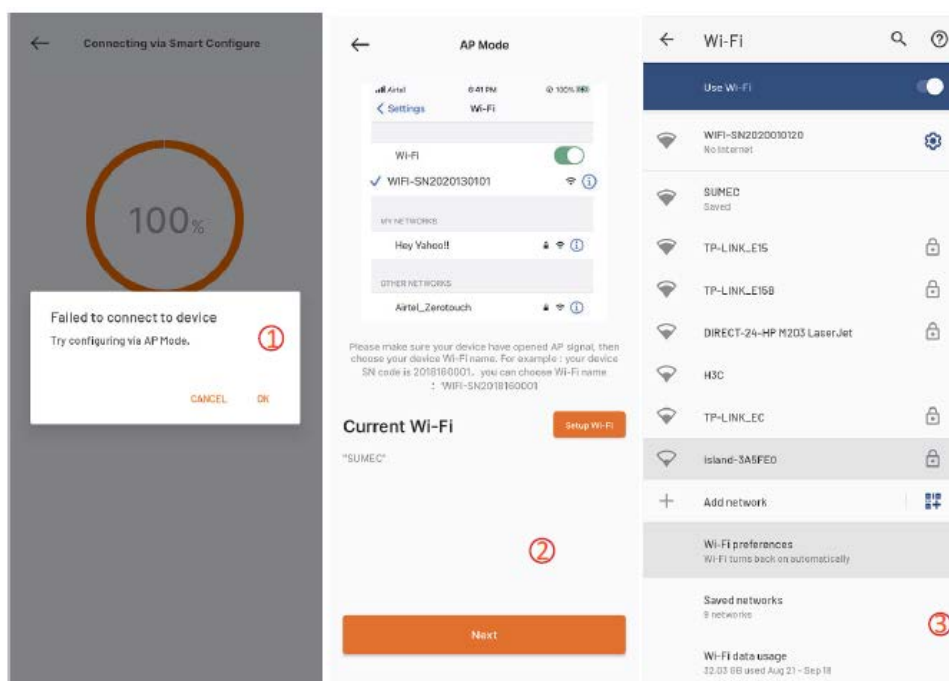 Connecting via Smart Configure
100%
Failed to connect to device
Try configuring via AP Mode.
①
CANCEL OK
AP Mode
Airtel 6:41 PM 100%
Settings Wi-Fi
Wi-Fi
WIFI-SN2020130101
MY NETWORKS
Hey Yahoo!!
OTHER NETWORKS
Airtel_Zerotouch
Please make sure your device have opened AP signal, then
choose your device Wi-Fi name. For example : your device
SN code is 2018160001, you can choose Wi-Fi name
: 'WIFI-SN2018160001
Current Wi-Fi
Setup Wi-Fi
"SUMEC"
②
Next
Wi-Fi
Use Wi-Fi
WIFI-SN2020010120
No internet
SUMEC
Saved
TP-LINK_E15
TP-LINK_E15B
DIRECT-24-HP M203 LaserJet
H3C
TP-LINK_EC
island-3A5FE0
Add network
Wi-Fi preferences
Wi-Fi turns back on automatically
Saved networks
9 networks
③
Wi-Fi data usage
32.03 GB used Aug 21 - Sep 18